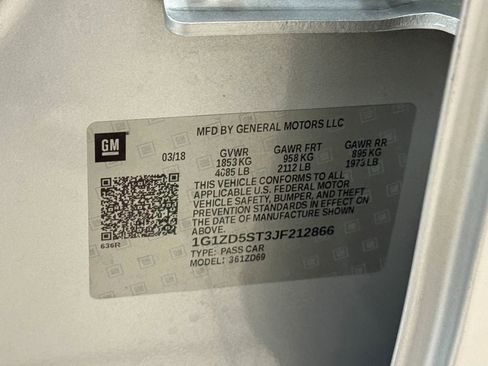 MFD BY GENERAL MOTORS LLC
GM
03/18 GVWR GAWR FRT GAWR RR
1853 KG 958 KG 895 KG
4085 LB 2112 LB 1973 LB
THIS VEHICLE CONFORMS TO ALL
APPLICABLE U.S. FEDERAL MOTOR
VEHICLE SAFETY, BUMPER, AND THEFT
PREVENTION STANDARDS IN EFFECT ON
THE DATE OF MANUFACTURE SHOWN
ABOVE.
636R
1G1ZD5ST3JF212866
TYPE: PASS CAR
MODEL: 361ZD69